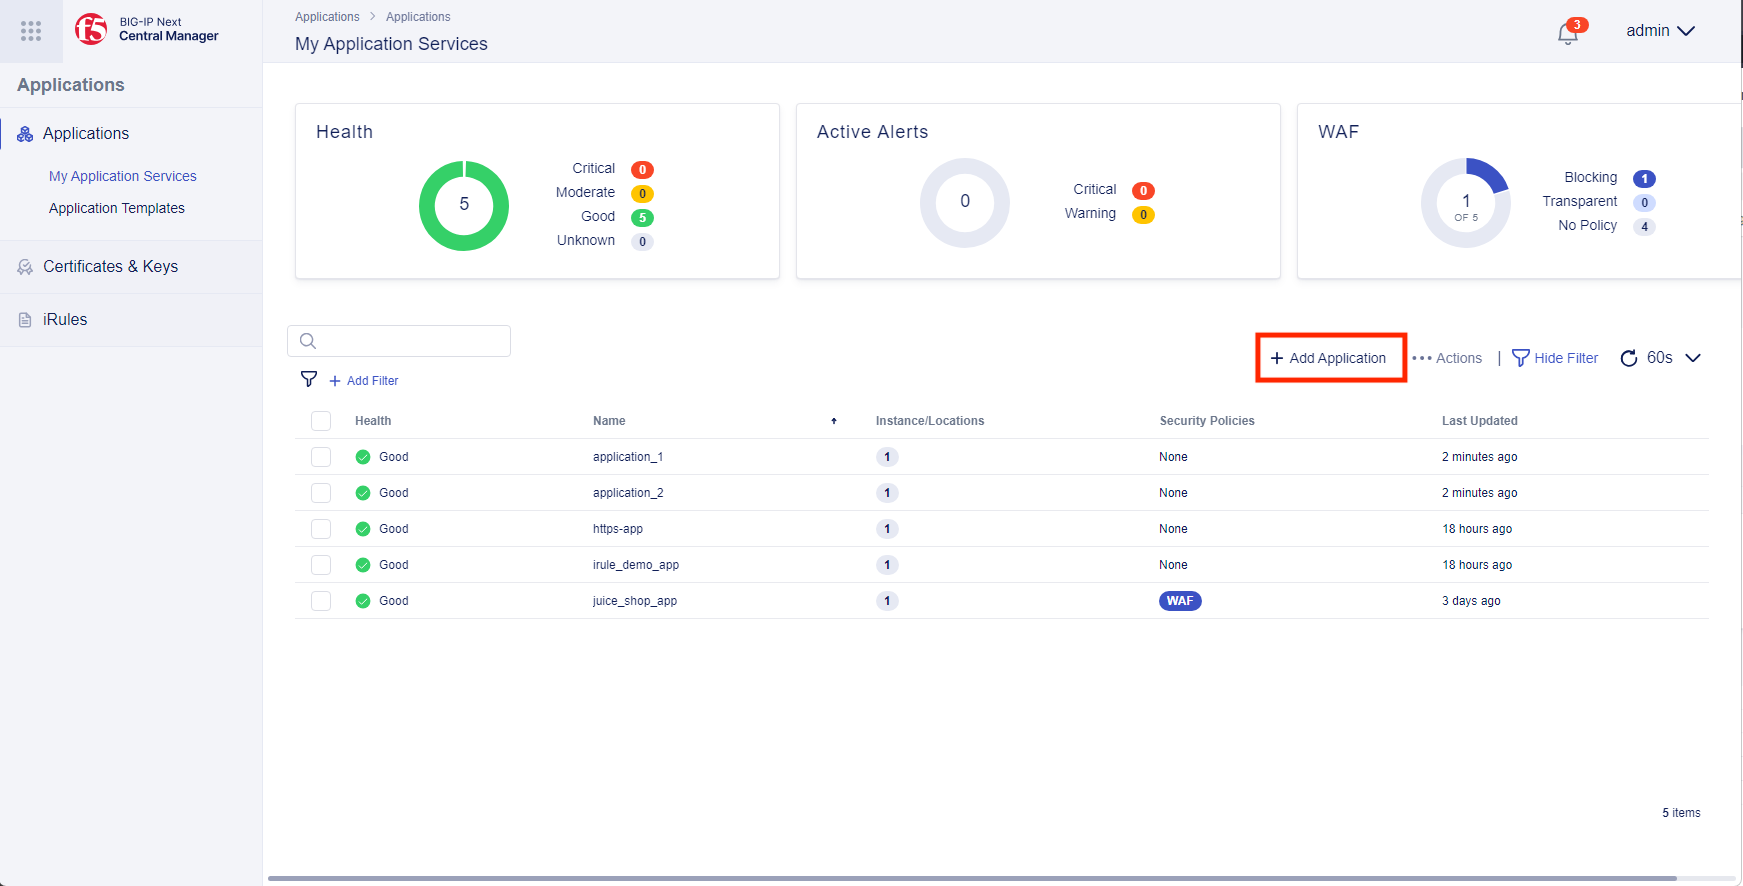 BIG-IP Next
Central Manager
Applications
Applications
My Application Services
Application Templates
Certificates & Keys
iRules
Applications > Applications
My Application Services
3
admin
Health
5
Critical 0
Moderate 0
Good 5
Unknown 0
Active Alerts
0
Critical 0
Warning 0
WAF
1
OF 5
Blocking 1
Transparent 0
No Policy 4
+ Add Application
••• Actions | Hide Filter 60s
+ Add Filter
Health Name Instance/Locations Security Policies Last Updated
Good application_1 1 None 2 minutes ago
Good application_2 1 None 2 minutes ago
Good https-app 1 None 18 hours ago
Good irule_demo_app 1 None 18 hours ago
Good juice_shop_app 1 WAF 3 days ago
5 items